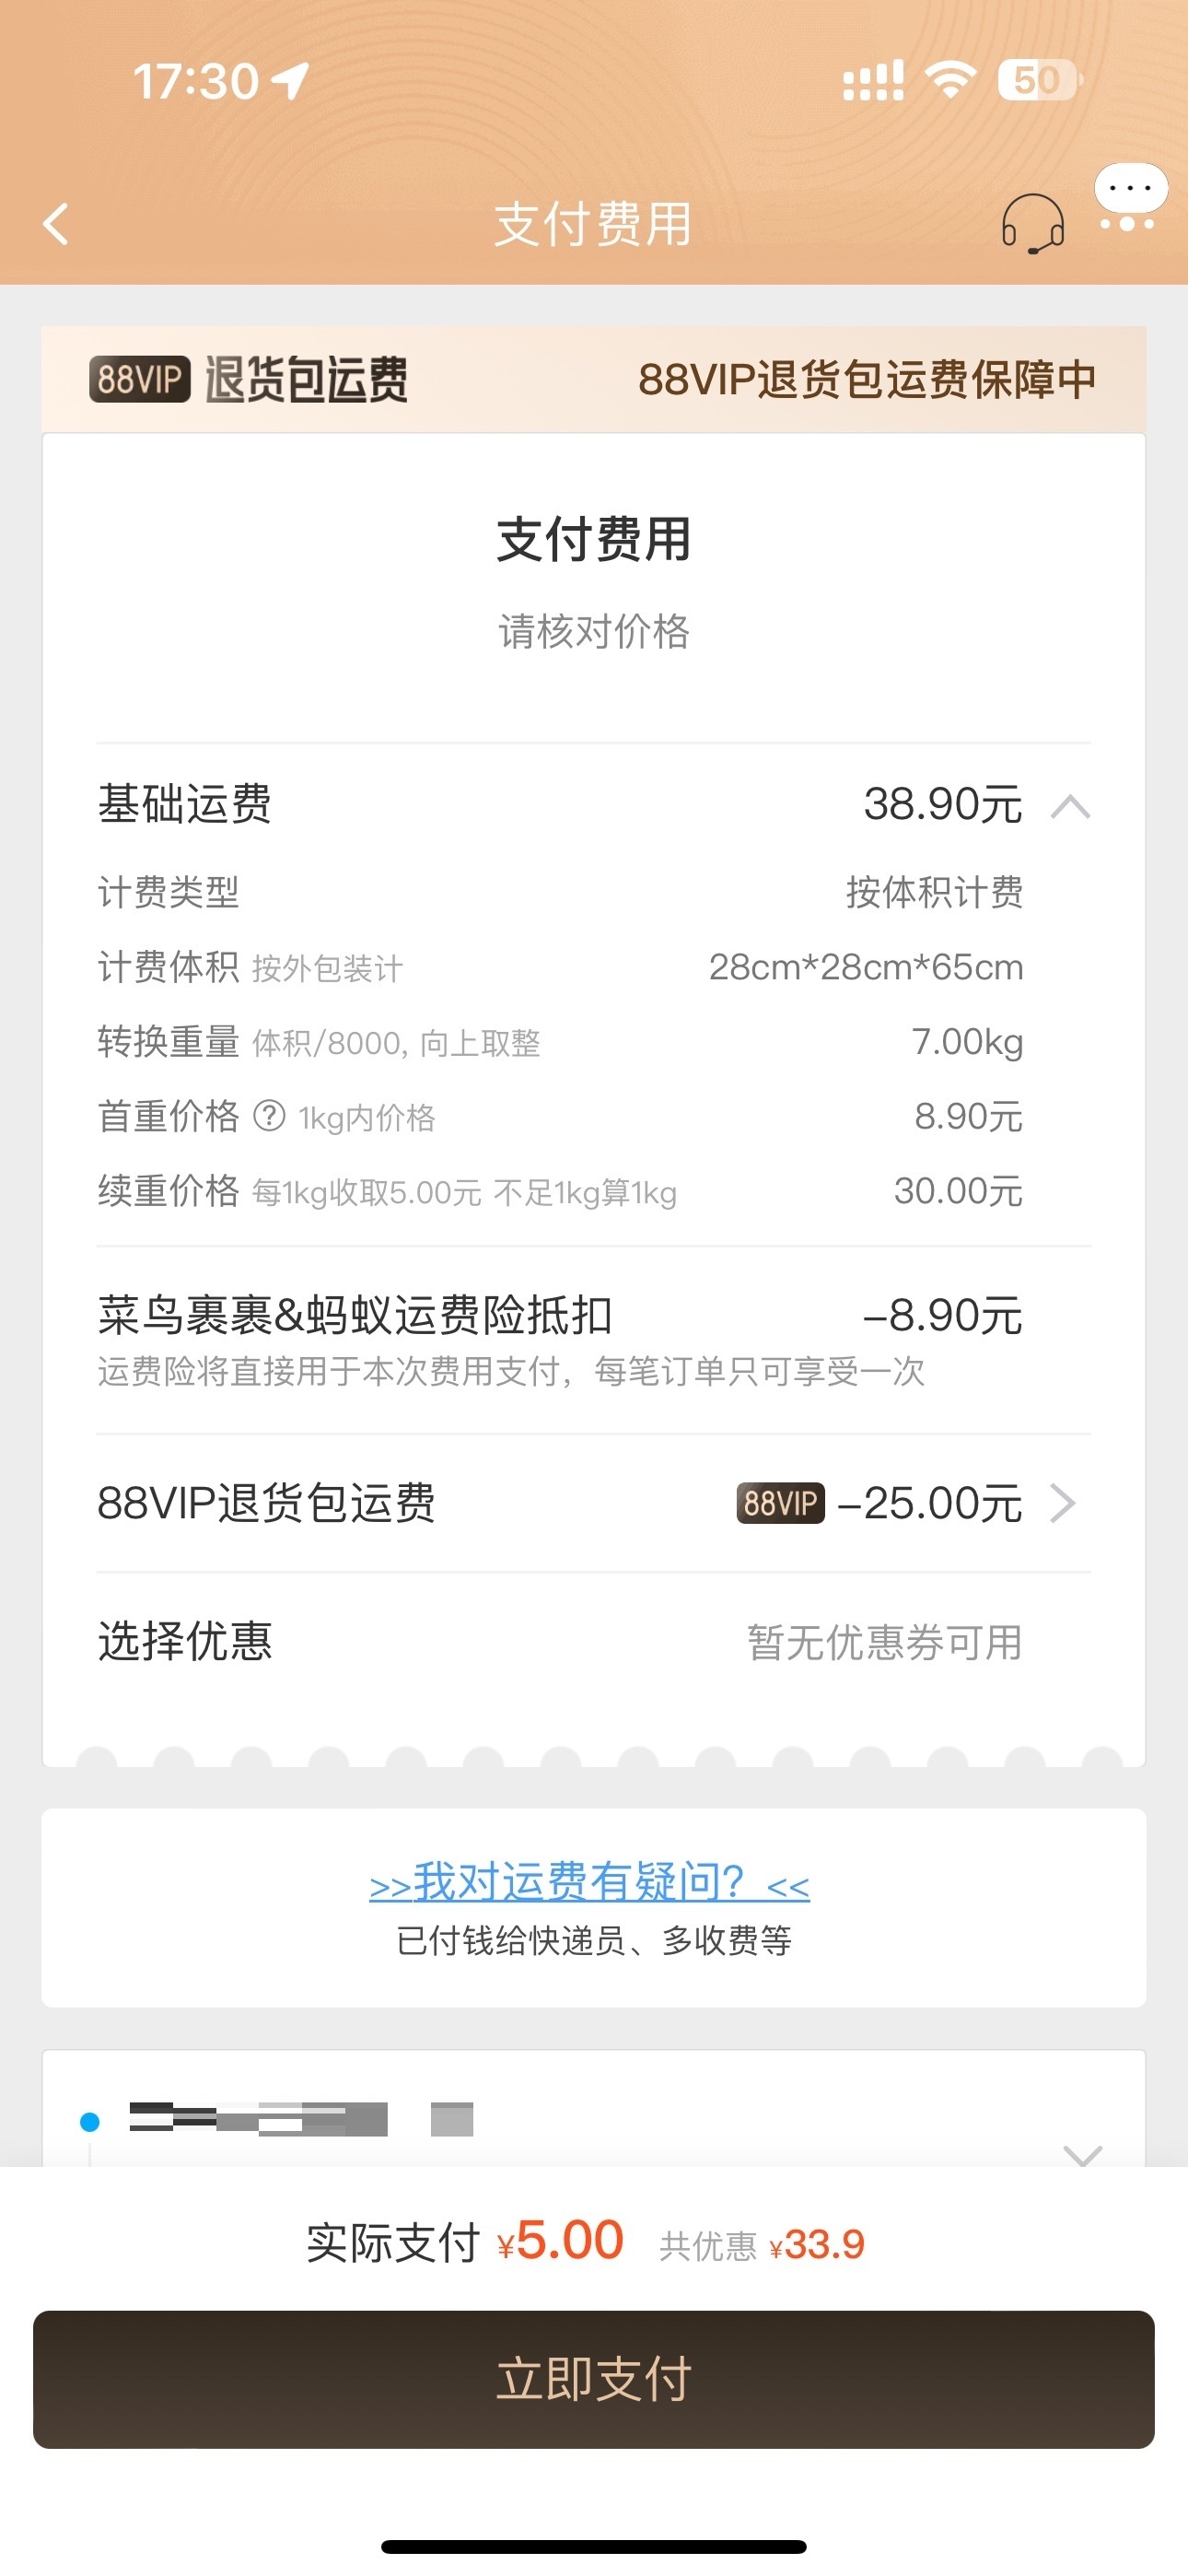 17:30
50
支付费用
88VIP 退货包运费 88VIP退货包运费保障中
支付费用
请核对价格
基础运费 38.90元
计费类型 按体积计费
计费体积 按外包装计 28cm*28cm*65cm
转换重量 体积/8000, 向上取整 7.00kg
首重价格 ? 1kg内价格 8.90元
续重价格 每1kg收取5.00元 不足1kg算1kg 30.00元
菜鸟裹裹&蚂蚁运费险抵扣 -8.90元
运费险将直接用于本次费用支付，每笔订单只可享受一次
88VIP退货包运费 88VIP -25.00元
选择优惠 暂无优惠券可用
>>我对运费有疑问？<<
已付钱给快递员、多收费等
实际支付 ¥5.00 共优惠 ¥33.9
立即支付